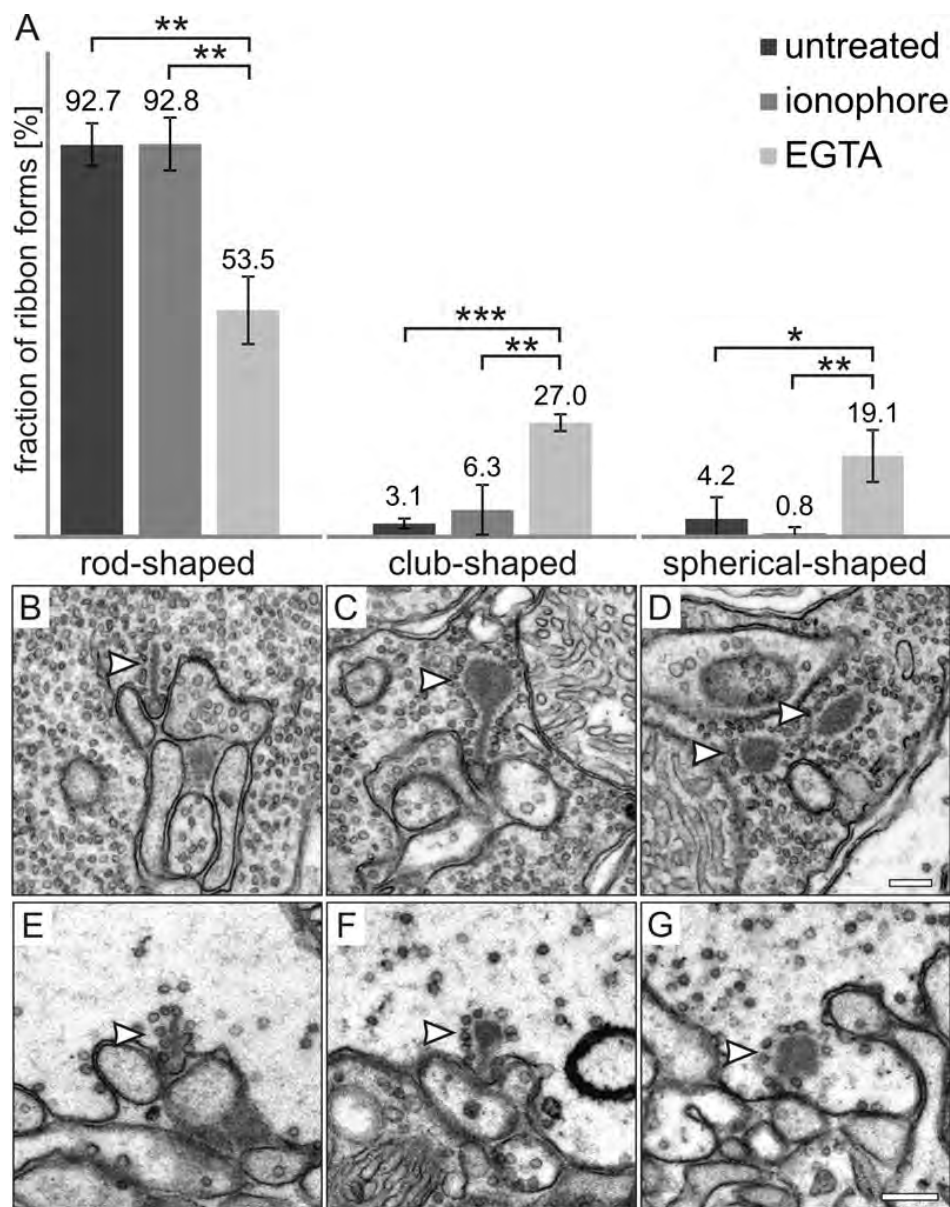 A
fraction of ribbon forms [%]
untreated
ionophore
EGTA
**
**
92.7
92.8
53.5
***
**
3.1
6.3
27.0
*
**
4.2
0.8
19.1
rod-shaped
club-shaped
spherical-shaped
B
C
D
E
F
G